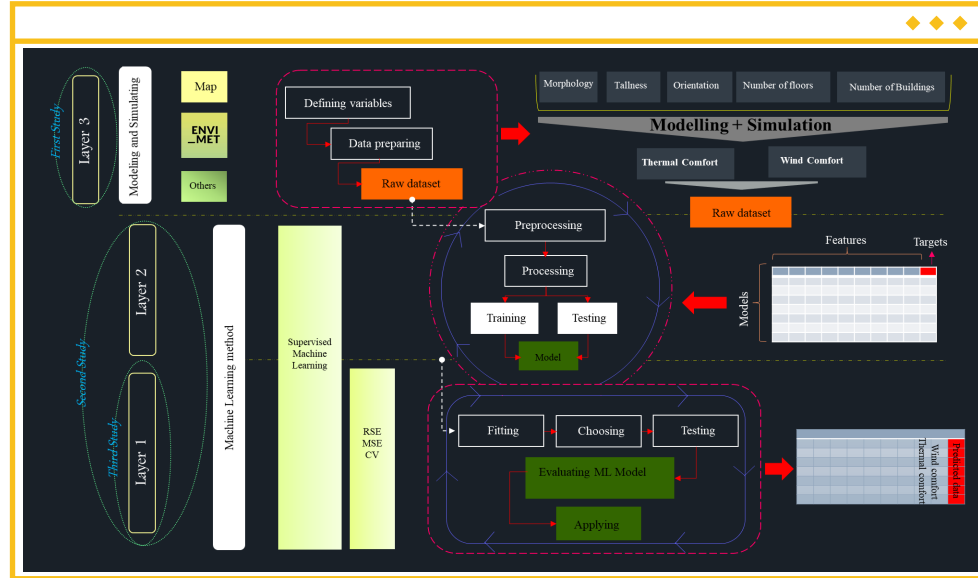 First Study
Layer 3
Modeling and Simulating
Map
ENVI
_MET
Others
Defining variables
Data preparing
Raw dataset
Morphology
Tallness
Orientation
Number of floors
Number of Buildings
Modelling + Simulation
Thermal Comfort
Wind Comfort
Raw dataset
Second Study
Layer 2
Third Study
Layer 1
Machine Learning method
Supervised
Machine
Learning
RSE
MSE
CV
Preprocessing
Processing
Training
Testing
Model
Features
Targets
Models
Fitting
Choosing
Testing
Evaluating ML Model
Applying
Predicted data
Wind comfort
Thermal comfort